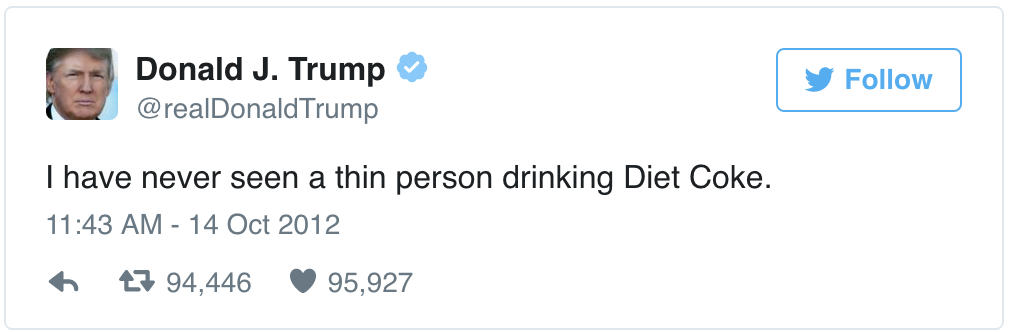 Donald J. Trump
@realDonaldTrump
Follow
I have never seen a thin person drinking Diet Coke.
11:43 AM - 14 Oct 2012
94,446 95,927